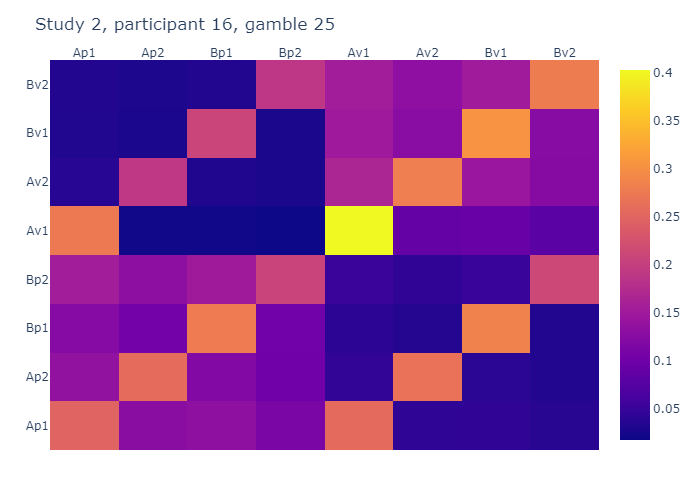 Study 2, participant 16, gamble 25
Ap1 Ap2 Bp1 Bp2 Av1 Av2 Bv1 Bv2
Bv2
Bv1
Av2
Av1
Bp2
Bp1
Ap2
Ap1
0.4
0.35
0.3
0.25
0.2
0.15
0.1
0.05